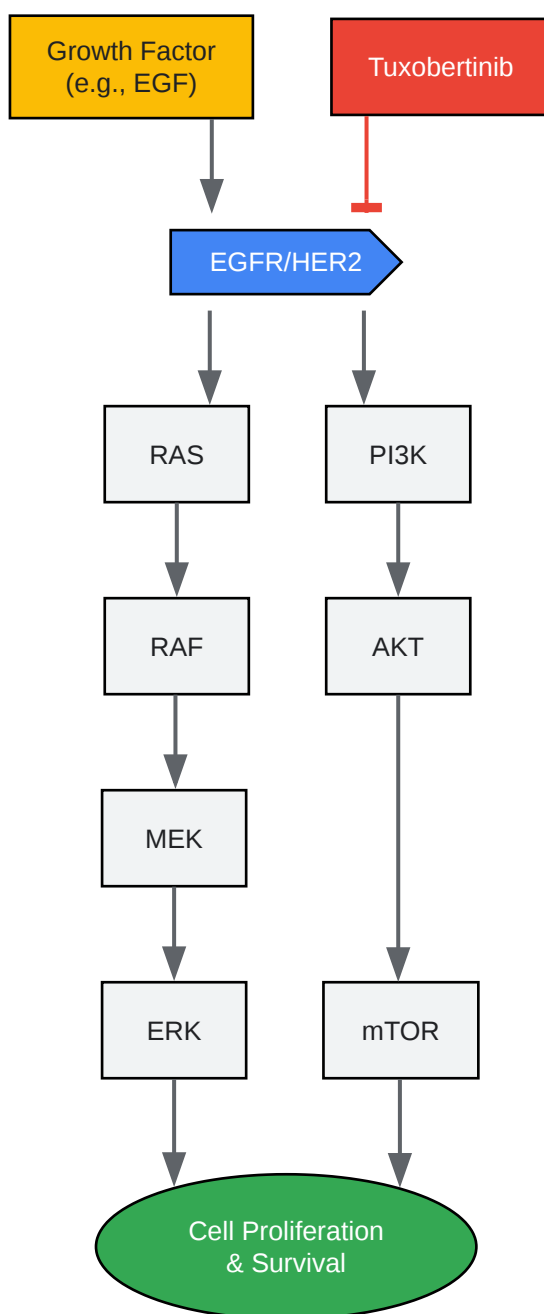 Growth Factor
(e.g., EGF)
Tuxobertinib
EGFR/HER2
RAS
PI3K
RAF
AKT
MEK
ERK
mTOR
Cell Proliferation
& Survival